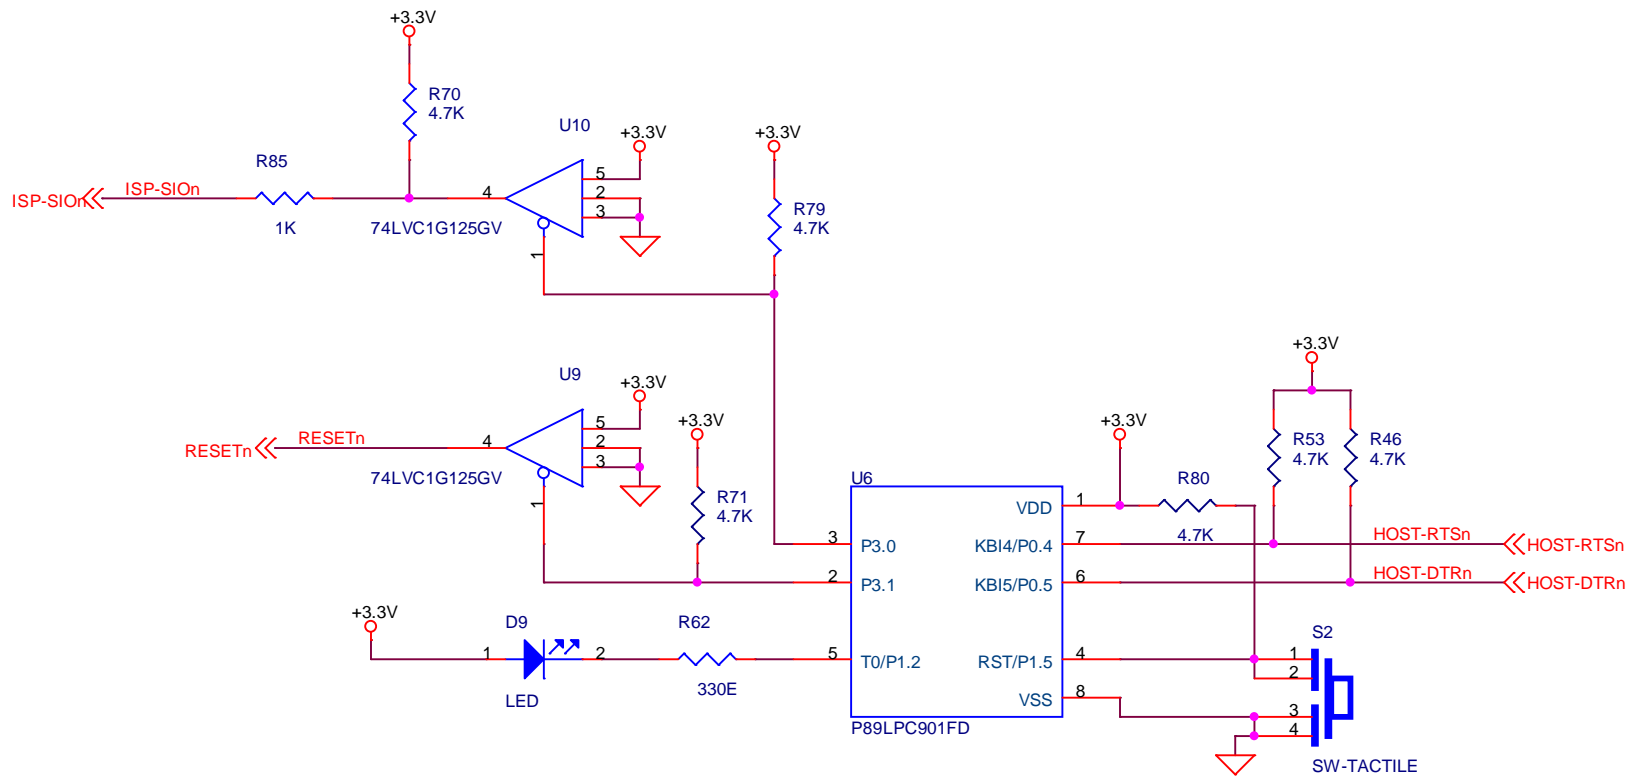 +3.3V
R70
4.7K
U10
+3.3V
+3.3V
R85
ISP-SIOn
ISP-SIOn
1K
4
5
2
3
1
74LVC1G125GV
R79
4.7K
U9
+3.3V
+3.3V
RESETn
RESETn
4
5
2
3
1
74LVC1G125GV
R71
4.7K
+3.3V
+3.3V
R53
4.7K
R46
4.7K
R80
4.7K
U6
VDD
1
3
P3.0
KBI4/P0.4
7
HOST-RTSn
HOST-RTSn
2
P3.1
KBI5/P0.5
6
HOST-DTRn
HOST-DTRn
+3.3V
D9
1
2
LED
R62
330E
5
T0/P1.2
RST/P1.5
4
VSS
8
P89LPC901FD
S2
1
2
3
4
SW-TACTILE